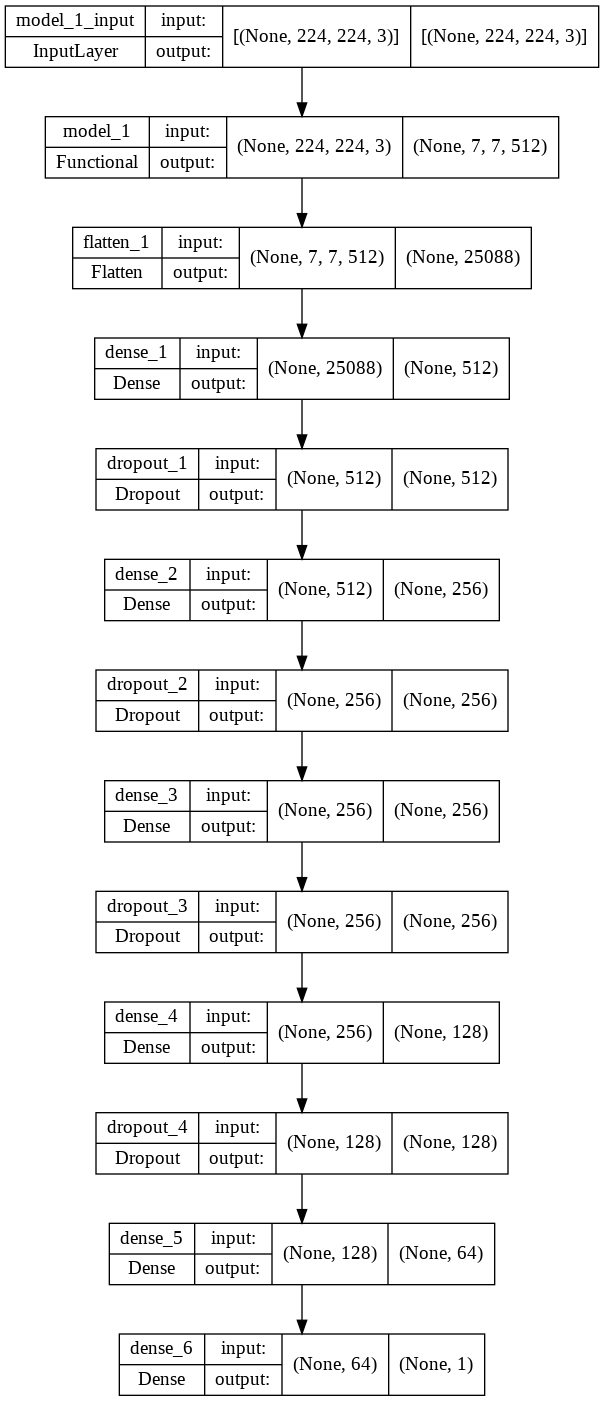 model_1_input input: [(None, 224, 224, 3)] [(None, 224, 224, 3)]
InputLayer output:
model_1 input: (None, 224, 224, 3) (None, 7, 7, 512)
Functional output:
flatten_1 input: (None, 7, 7, 512) (None, 25088)
Flatten output:
dense_1 input: (None, 25088) (None, 512)
Dense output:
dropout_1 input: (None, 512) (None, 512)
Dropout output:
dense_2 input: (None, 512) (None, 256)
Dense output:
dropout_2 input: (None, 256) (None, 256)
Dropout output:
dense_3 input: (None, 256) (None, 256)
Dense output:
dropout_3 input: (None, 256) (None, 256)
Dropout output:
dense_4 input: (None, 256) (None, 128)
Dense output:
dropout_4 input: (None, 128) (None, 128)
Dropout output:
dense_5 input: (None, 128) (None, 64)
Dense output:
dense_6 input: (None, 64) (None, 1)
Dense output: